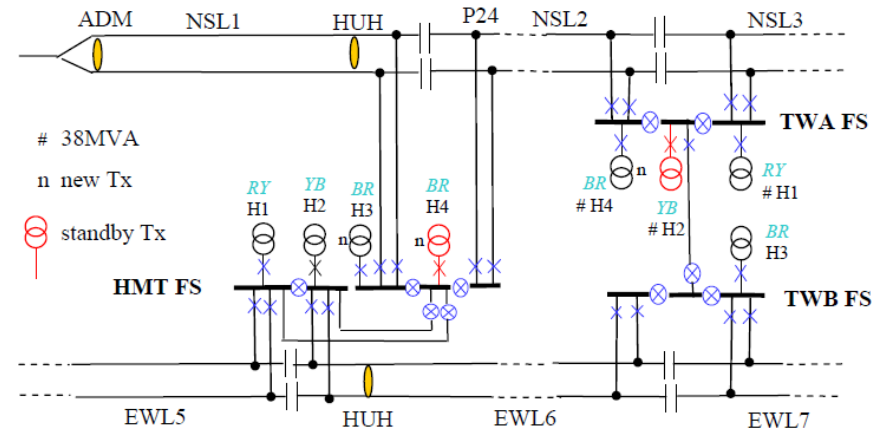 ADM NSL1 HUH P24 NSL2 NSL3
# 38MVA
n new Tx
standby Tx
TWA FS
RY
H1
YB
H2
BR
H3
BR
H4
n
n
HMT FS
n
BR
# H4
YB
# H2
RY
# H1
BR
H3
TWB FS
EWL5 HUH EWL6 EWL7